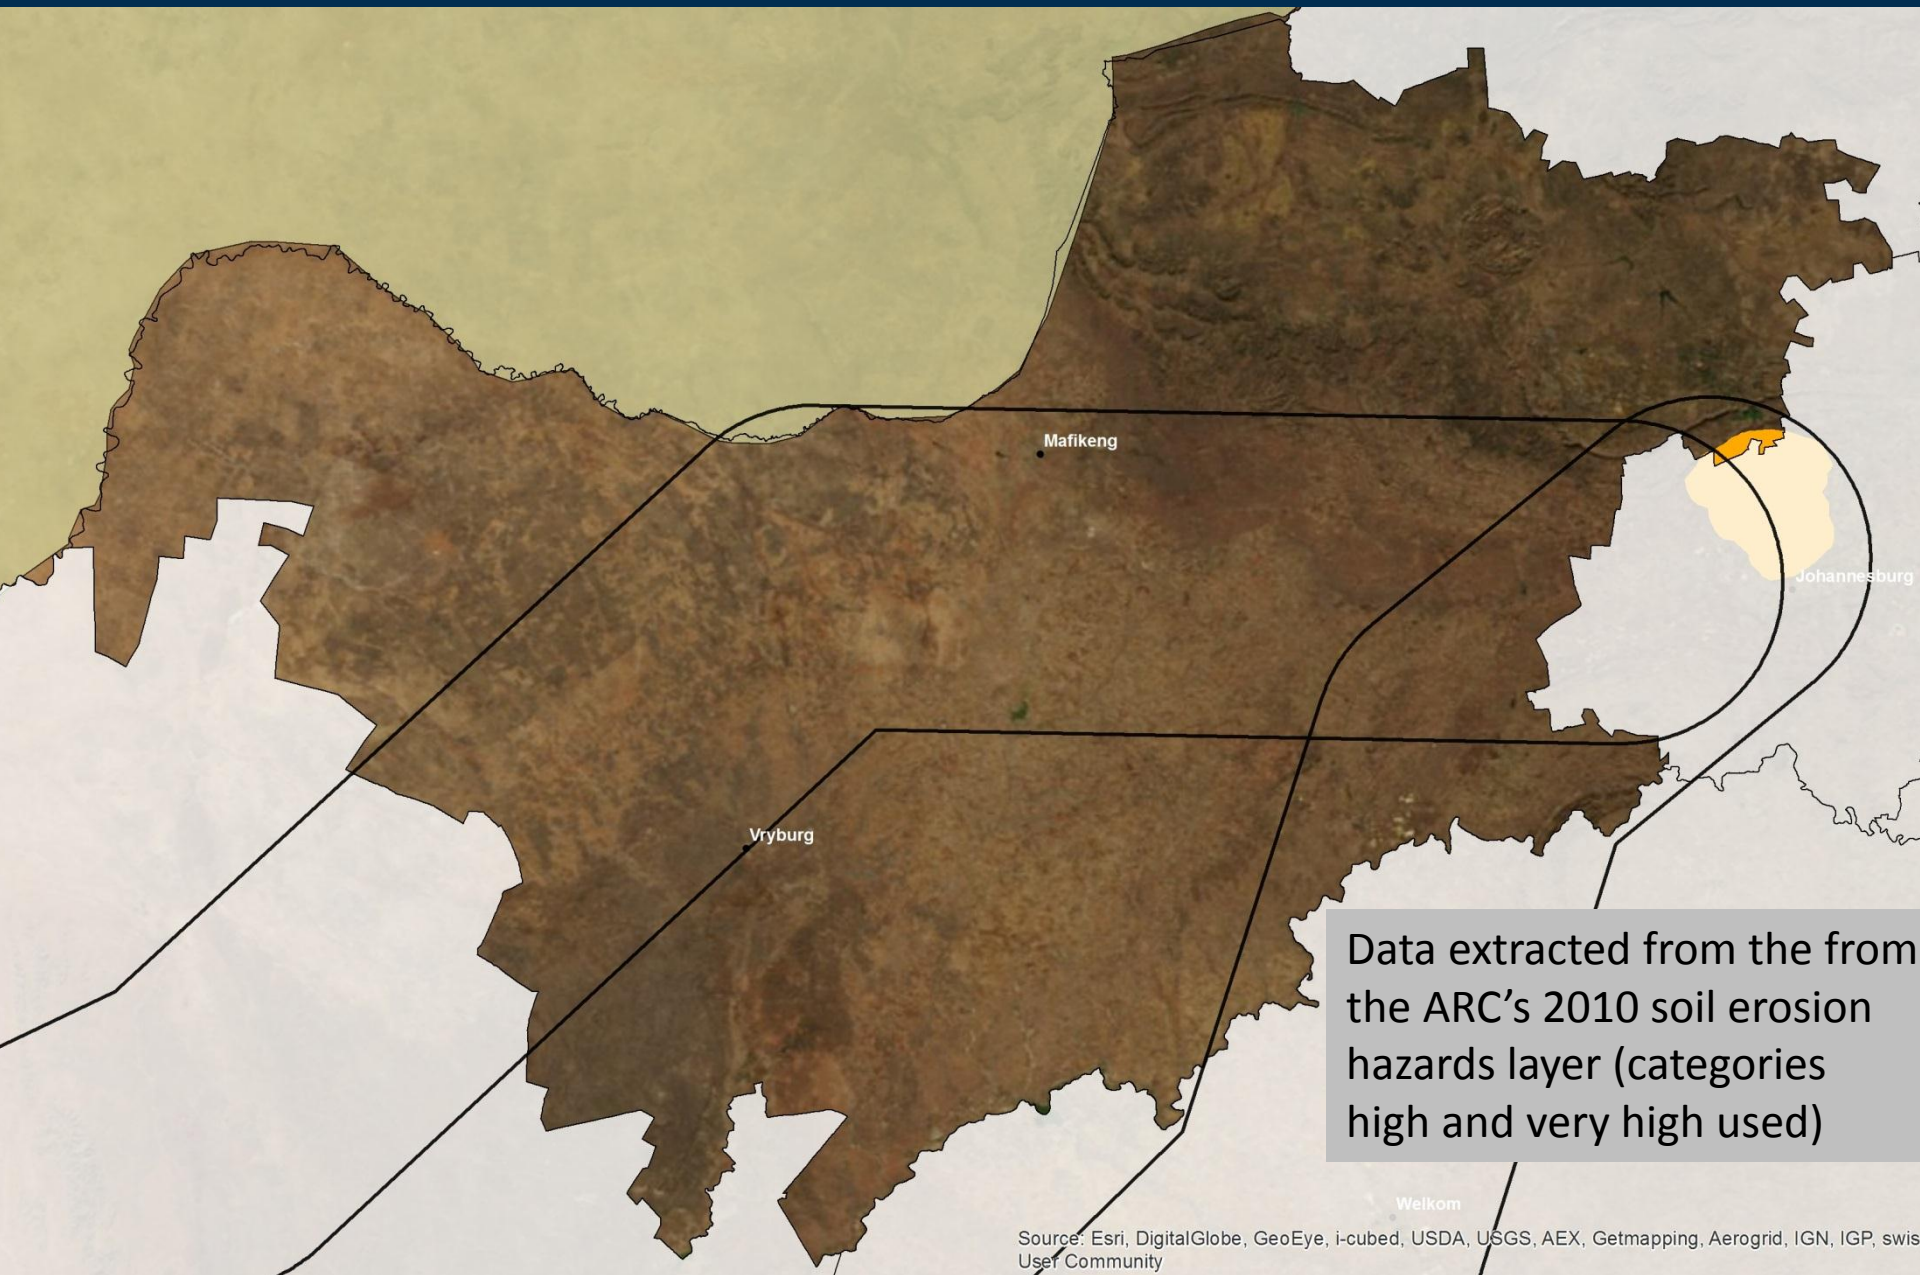 Mafikeng
Johannesburg
Vryburg
Data extracted from the from
the ARC's 2010 soil erosion
hazards layer (categories
high and very high used)
Welkom
Source: Esri, DigitalGlobe, GeoEye, i-cubed, USDA, USGS, AEX, Getmapping, Aerogrid, IGN, IGP, swis
User Community